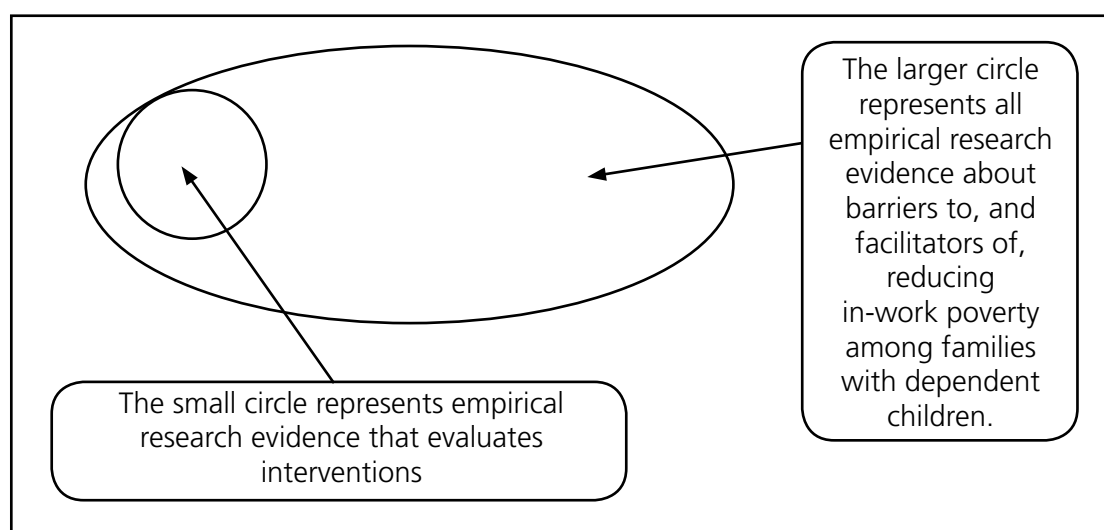 The larger circle
represents all
empirical research
evidence about
barriers to, and
facilitators of,
reducing
in-work poverty
among families
with dependent
children.
The small circle represents empirical
research evidence that evaluates
interventions